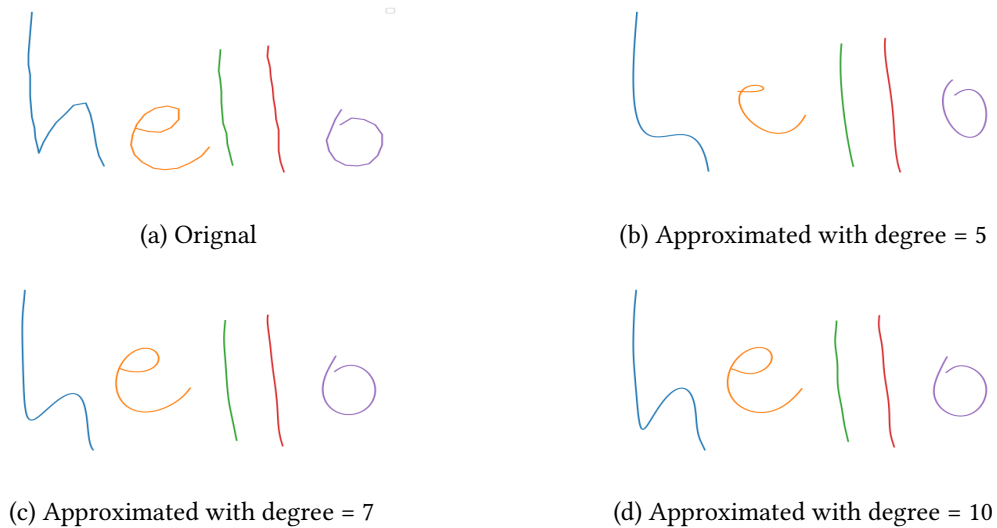 hello
hello
(a) Orignal
(b) Approximated with degree = 5
hello
hello
(c) Approximated with degree = 7
(d) Approximated with degree = 10